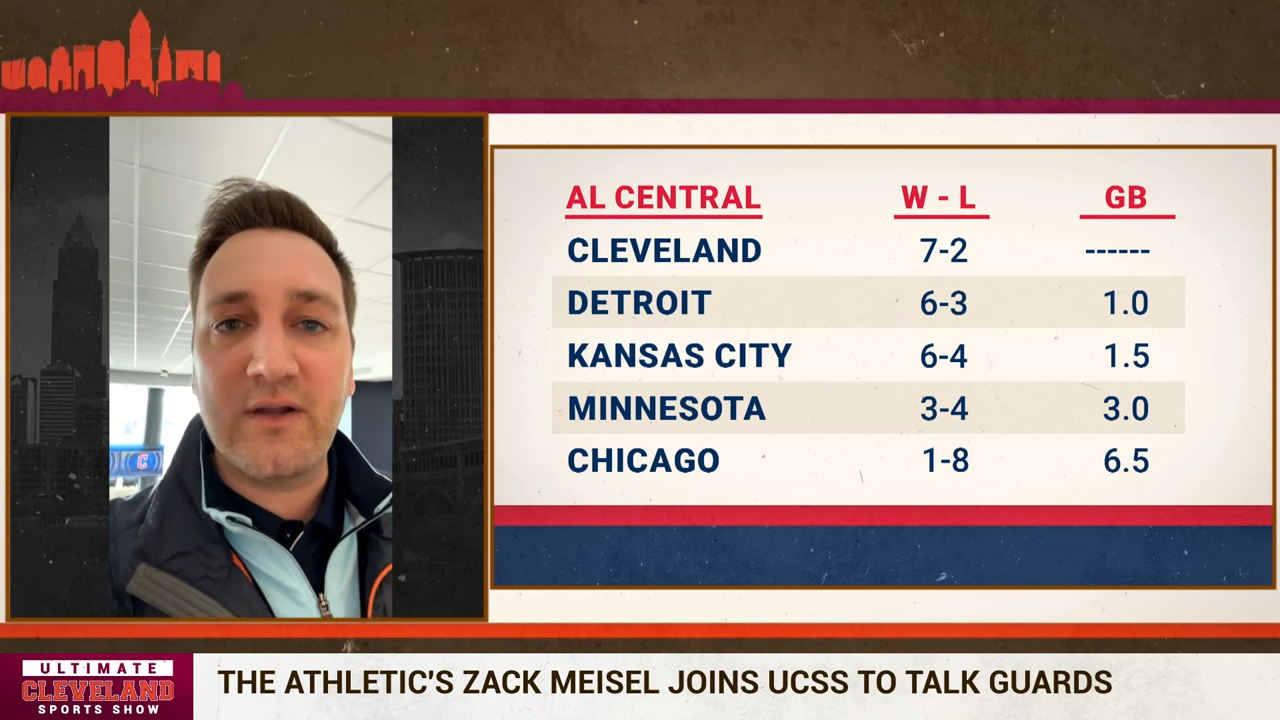 AL CENTRAL W - L GB
CLEVELAND 7-2 ------
DETROIT 6-3 1.0
KANSAS CITY 6-4 1.5
MINNESOTA 3-4 3.0
CHICAGO 1-8 6.5
C
ULTIMATE
CLEVELAND
SPORTS SHOW
THE ATHLETIC'S ZACK MEISEL JOINS UCSS TO TALK GUARDS